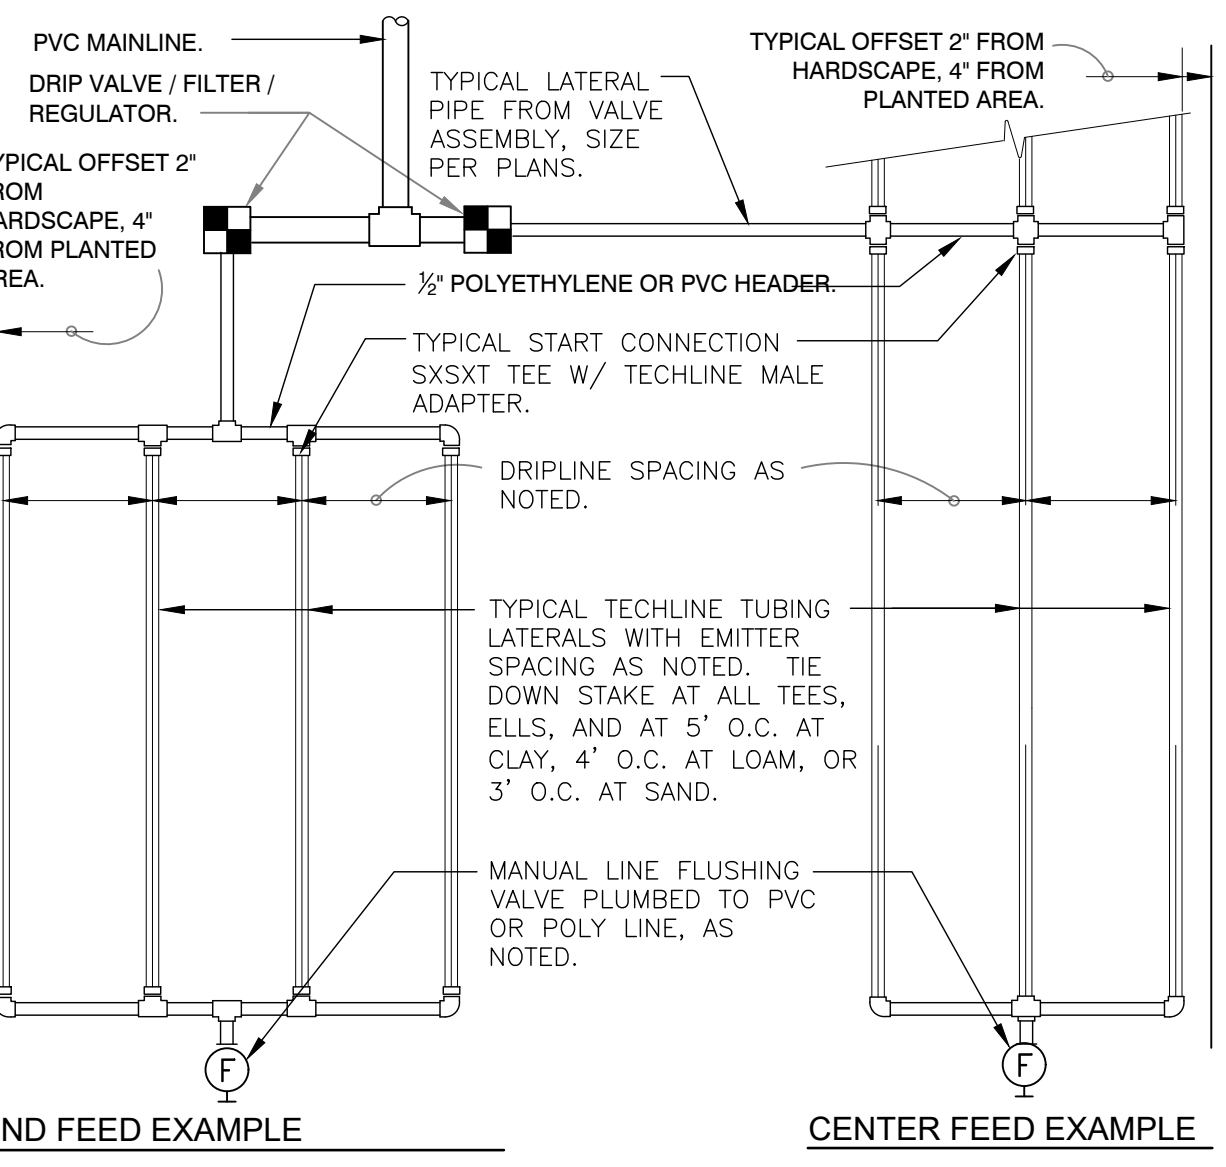 PVC MAINLINE.
DRIP VALVE / FILTER /
REGULATOR.
YPICAL OFFSET 2"
ROM
ARDSCAPE, 4"
ROM PLANTED
REA.
TYPICAL LATERAL
PIPE FROM VALVE
ASSEMBLY, SIZE
PER PLANS.
TYPICAL OFFSET 2" FROM
HARDSCAPE, 4" FROM
PLANTED AREA.
½" POLYETHYLENE OR PVC HEADER.
TYPICAL START CONNECTION
SXSXT TEE W/ TECHLINE MALE
ADAPTER.
DRIPLINE SPACING AS
NOTED.
TYPICAL TECHLINE TUBING
LATERALS WITH EMITTER
SPACING AS NOTED. TIE
DOWN STAKE AT ALL TEES,
ELLS, AND AT 5' O.C. AT
CLAY, 4' O.C. AT LOAM, OR
3' O.C. AT SAND.
MANUAL LINE FLUSHING
VALVE PLUMBED TO PVC
OR POLY LINE, AS
NOTED.
F
F
ND FEED EXAMPLE
CENTER FEED EXAMPLE